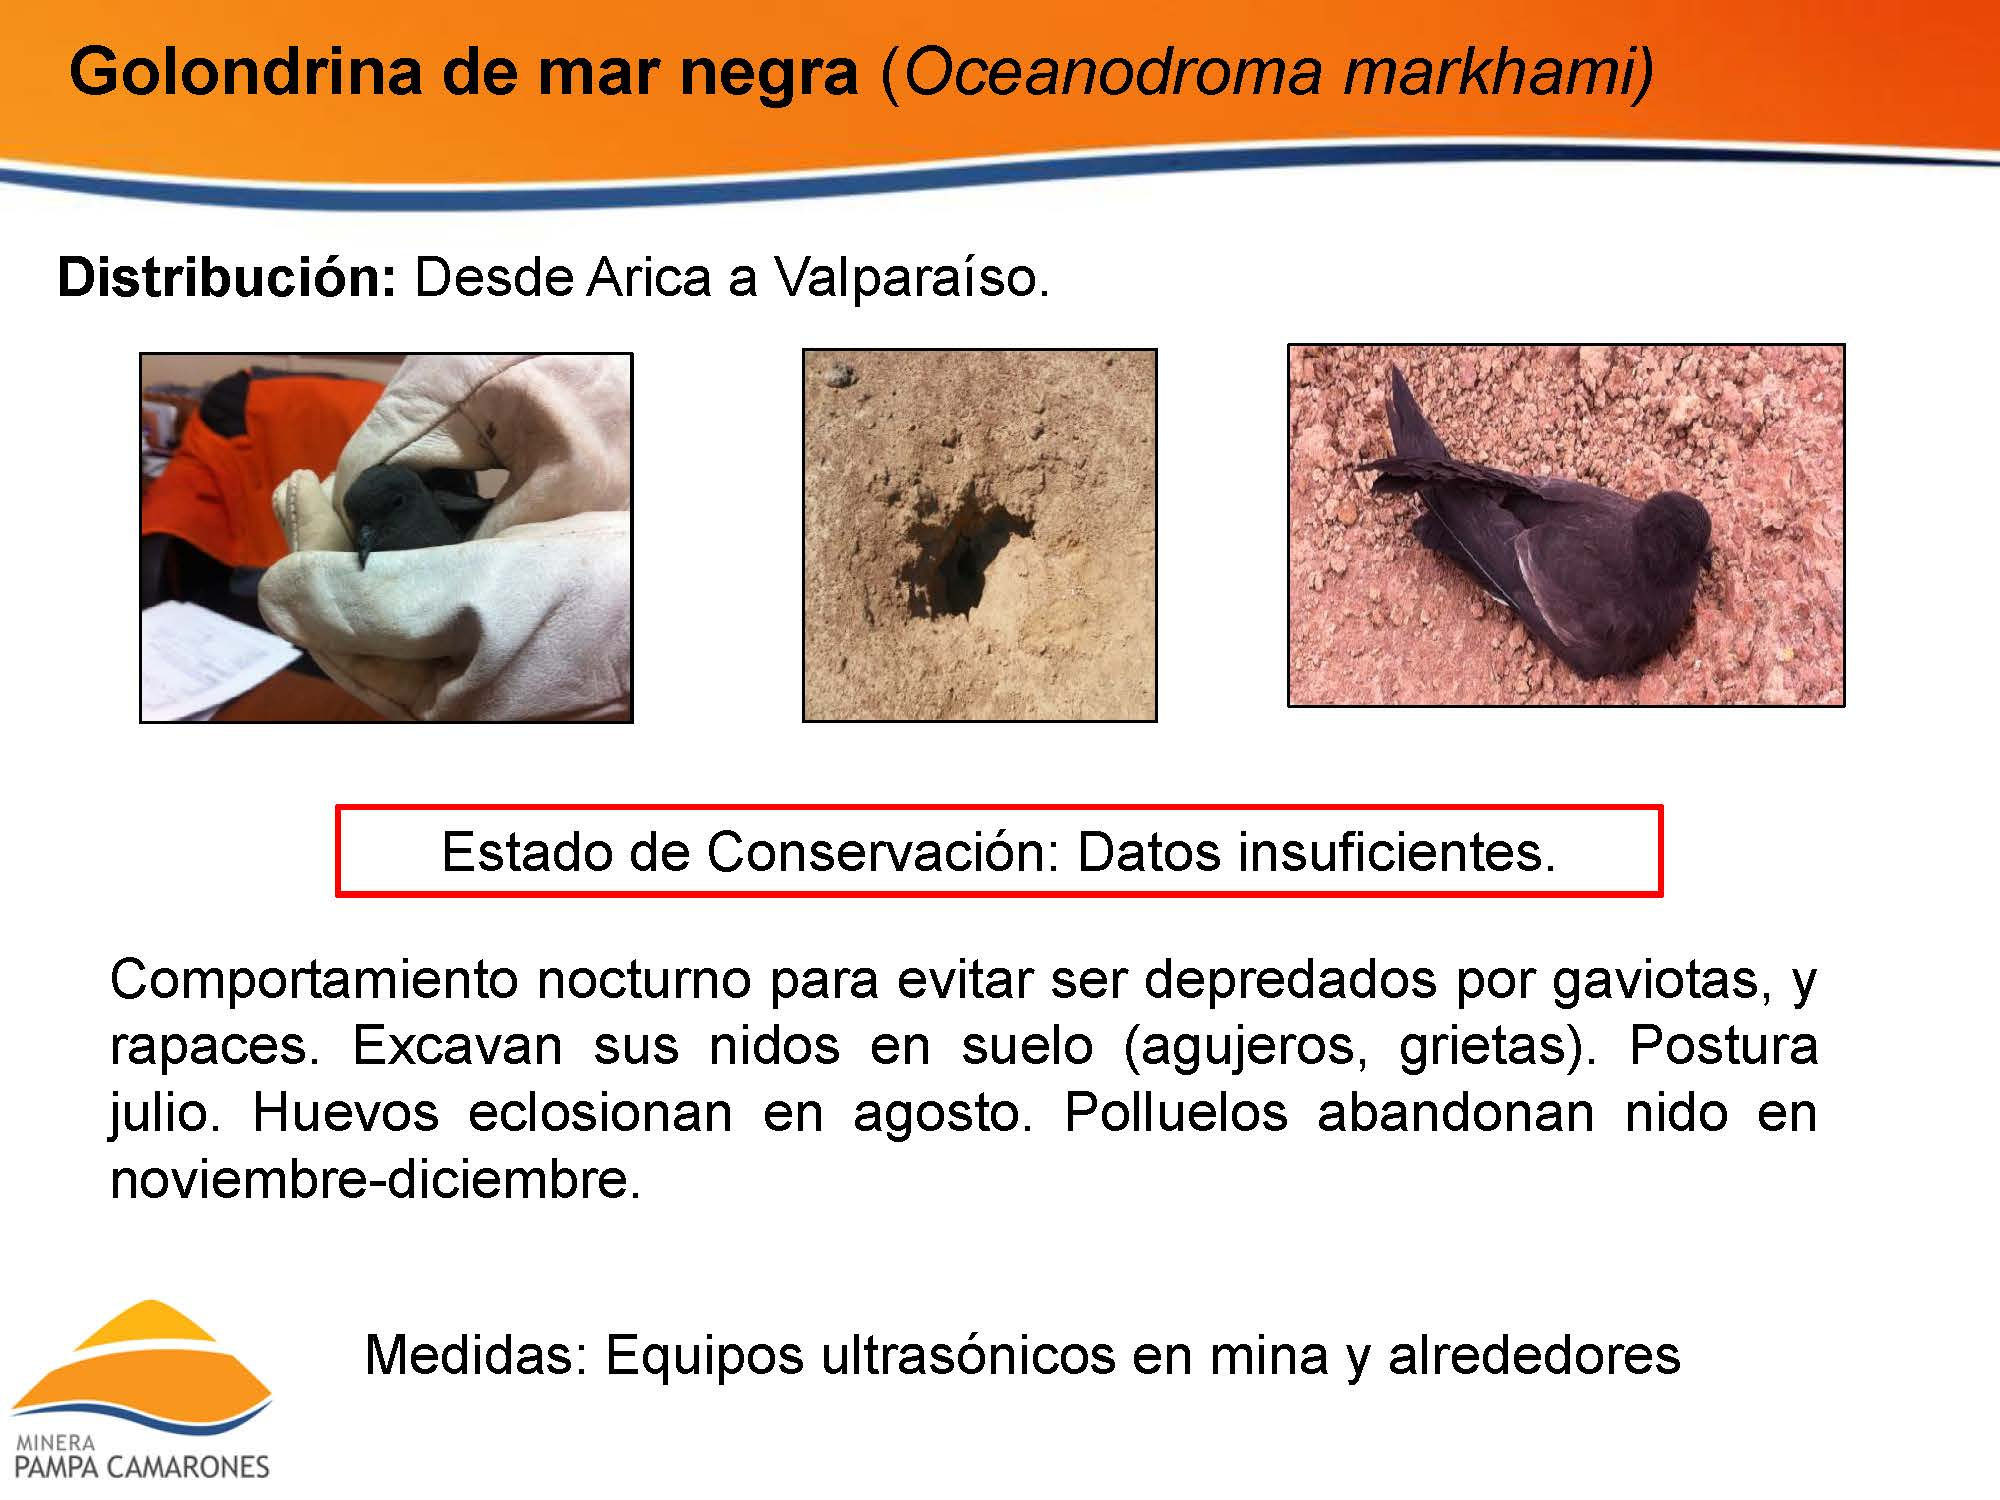 Golondrina de mar negra (Oceanodroma markhami)
Distribución: Desde Arica a Valparaíso.
Estado de Conservación: Datos insuficientes.
Comportamiento nocturno para evitar ser depredados por gaviotas, y
rapaces. Excavan sus nidos en suelo (agujeros, grietas). Postura
julio. Huevos eclosionan en agosto. Polluelos abandonan nido en
noviembre-diciembre.
Medidas: Equipos ultrasónicos en mina y alrededores
MINERA
PAMPA CAMARONES